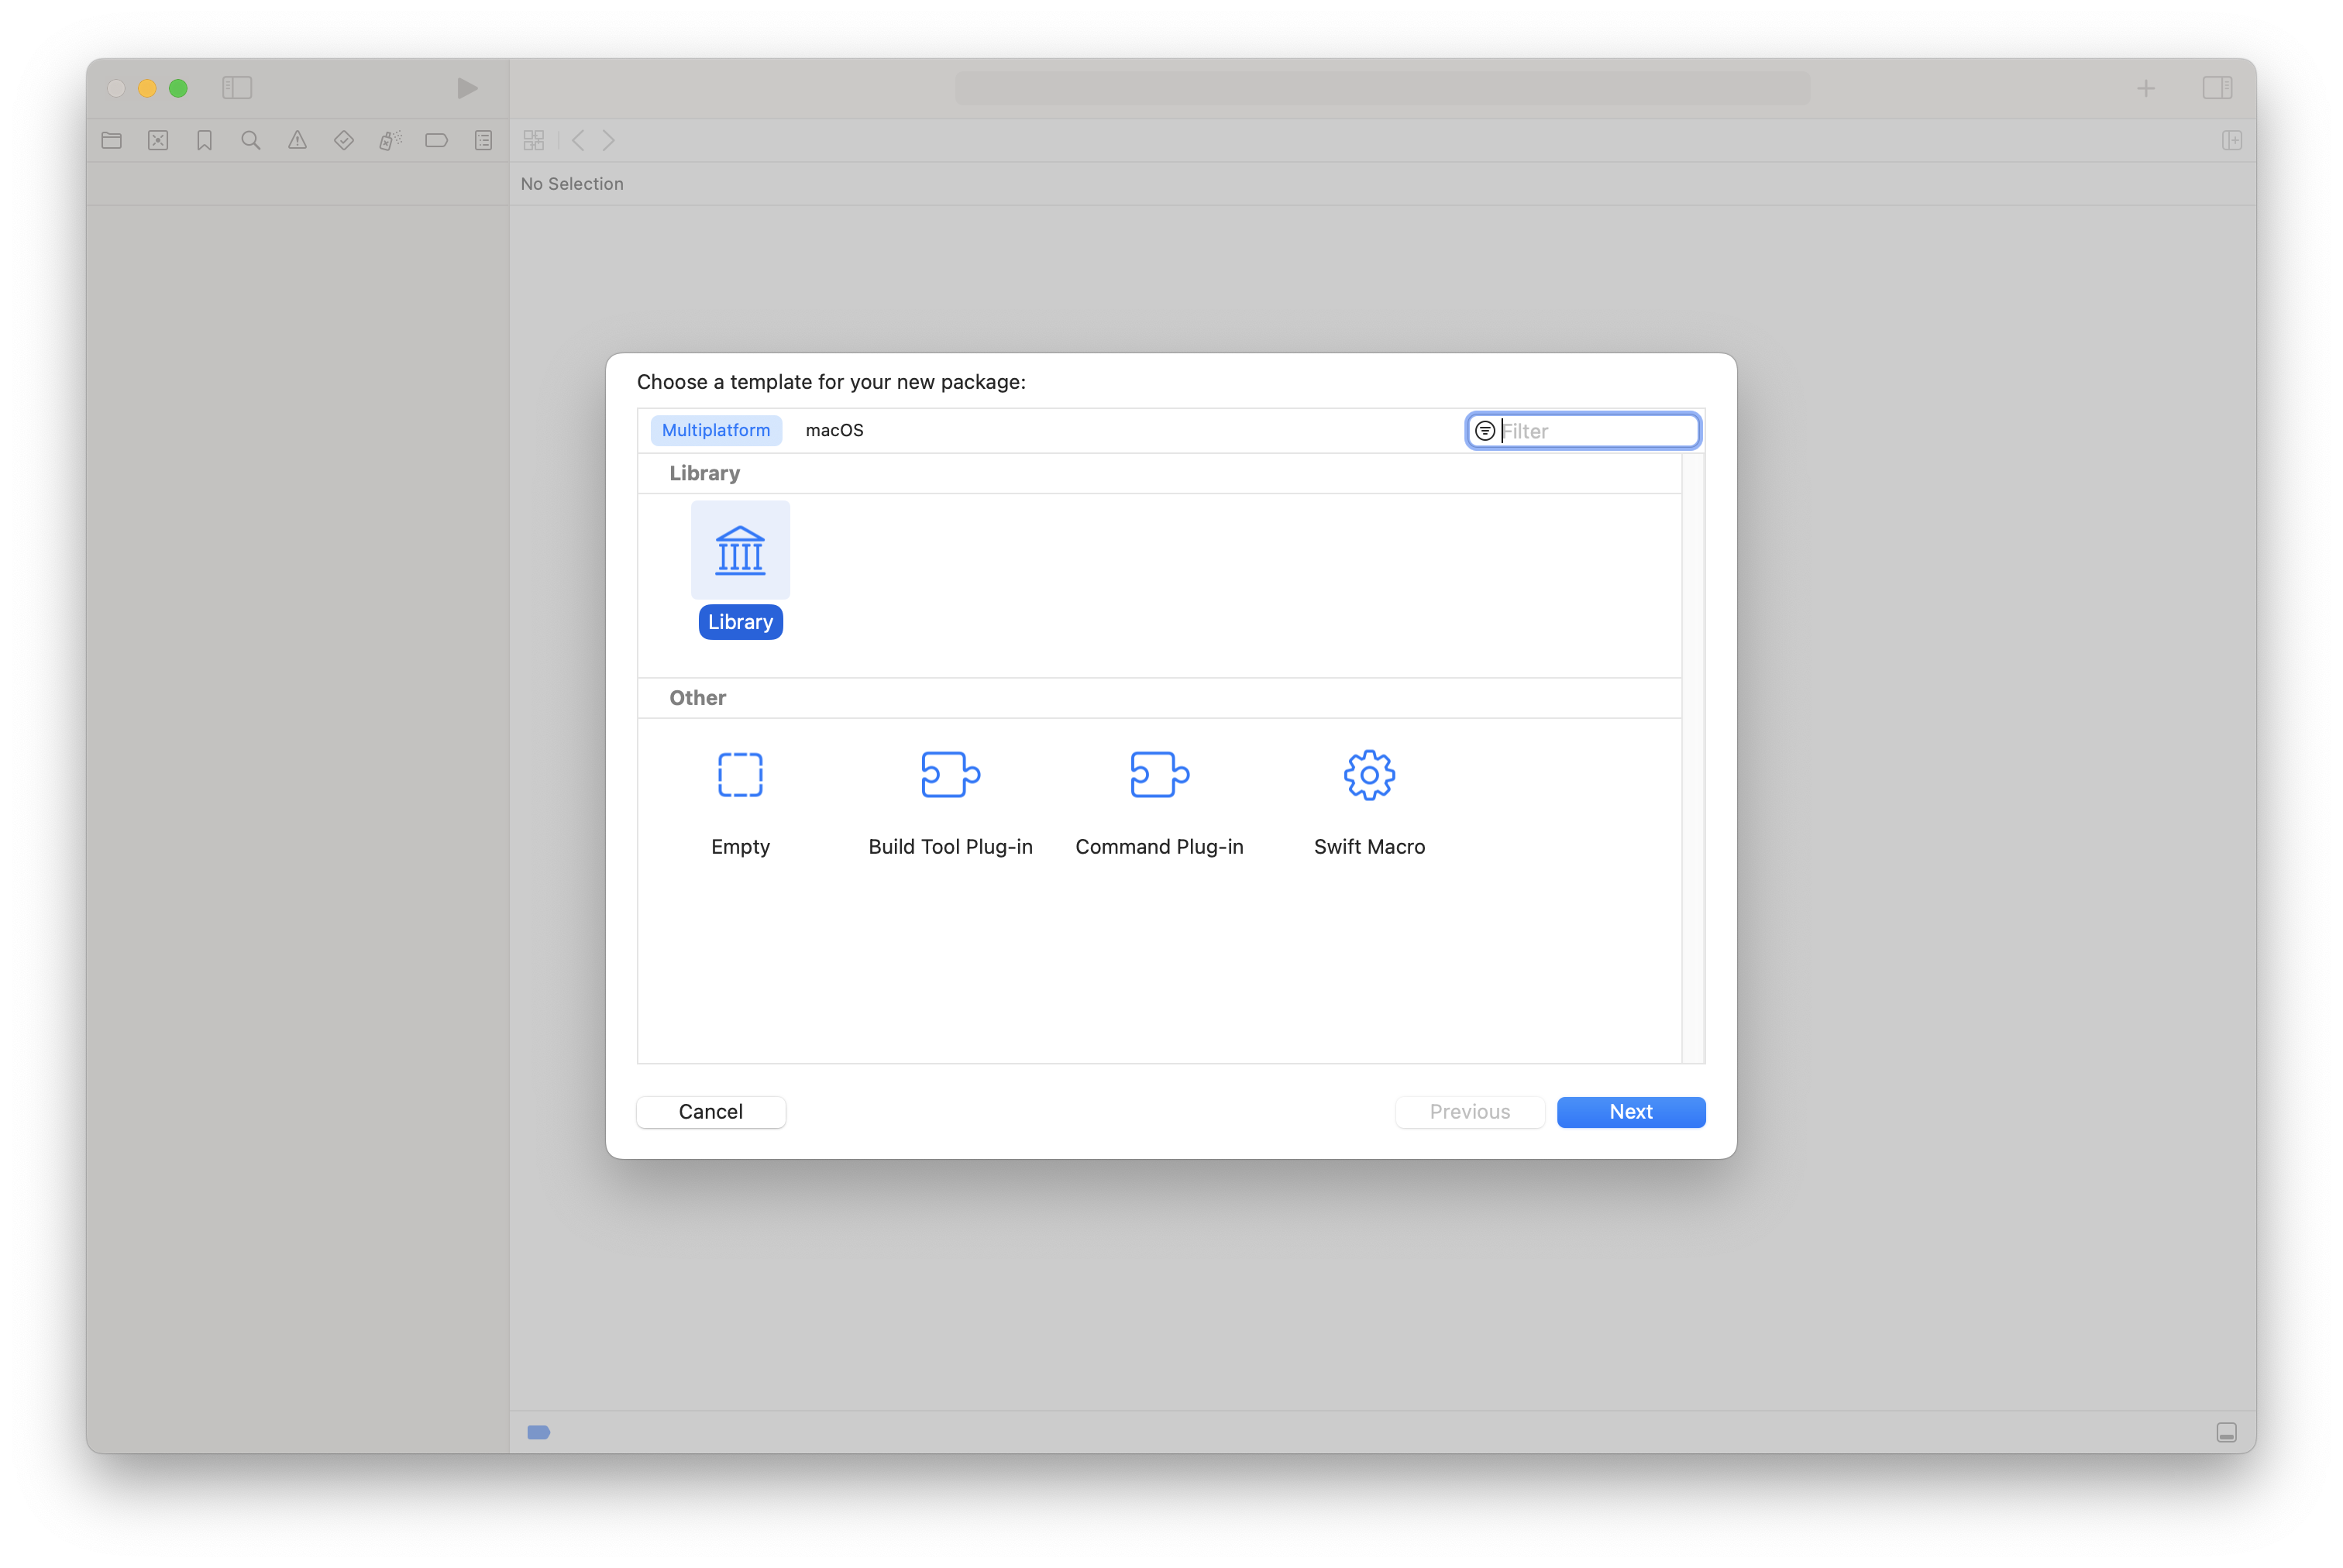 No Selection
Choose a template for your new package:
Multiplatform macOS Filter
Library
Library
Other
Empty Build Tool Plug-in Command Plug-in Swift Macro
Cancel Previous Next